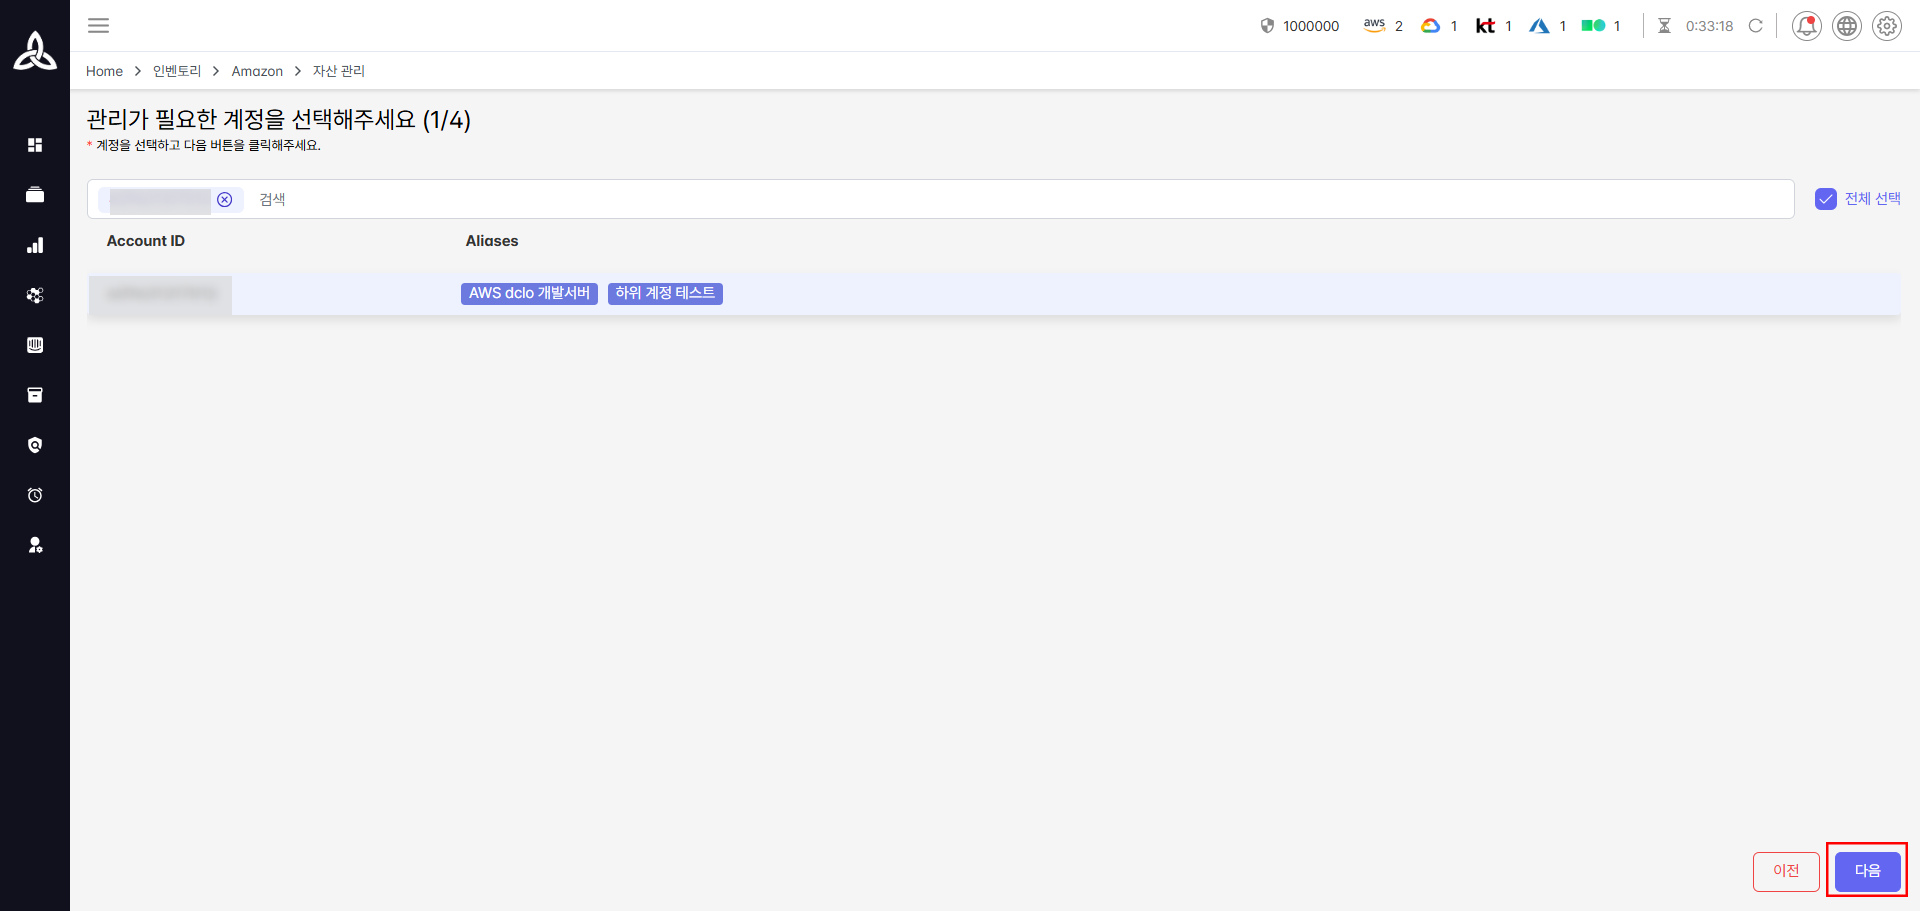 1000000 aws 2 1 kt 1 1 1 0:33:18
Home > 인벤토리 > Amazon > 자산 관리
관리가 필요한 계정을 선택해주세요 (1/4)
* 계정을 선택하고 다음 버튼을 클릭해주세요.
검색 전체 선택
Account ID Aliases
AWS dclo 개발서버 하위 계정 테스트
이전 다음